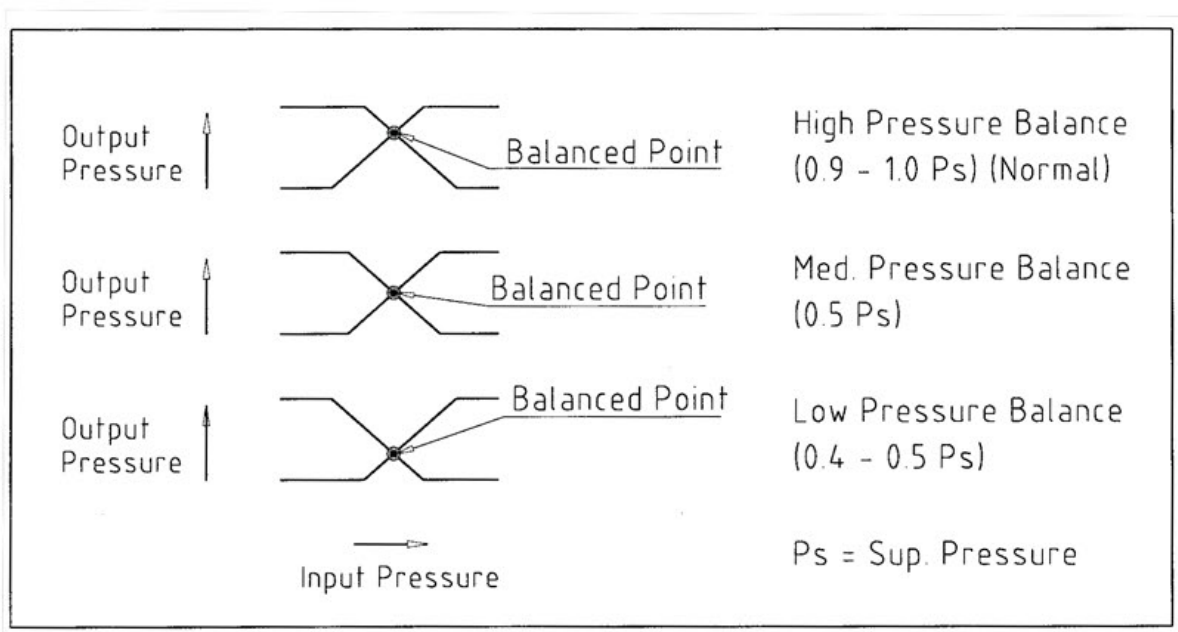 Output
Pressure
Balanced Point
High Pressure Balance
(0.9 - 1.0 Ps) (Normal)
Output
Pressure
Balanced Point
Med. Pressure Balance
(0.5 Ps)
Output
Pressure
Balanced Point
Low Pressure Balance
(0.4 - 0.5 Ps)
Input Pressure
Ps = Sup. Pressure